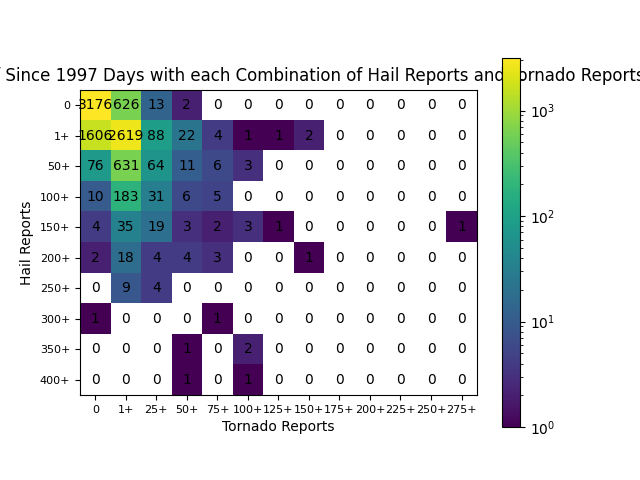 Since 1997 Days with each Combination of Hail Reports and Tornado Reports
0 3176 626 13 2 0 0 0 0 0 0 0 0 0
1+ 1606 2619 88 22 4 1 1 2 0 0 0 0 0
50+ 76 631 64 11 6 3 0 0 0 0 0 0 0
100+ 10 183 31 6 5 0 0 0 0 0 0 0 0
150+ 4 35 19 3 2 3 1 0 0 0 0 0 1
200+ 2 18 4 4 3 0 0 1 0 0 0 0 0
250+ 0 9 4 0 0 0 0 0 0 0 0 0 0
300+ 1 0 0 0 1 0 0 0 0 0 0 0 0
350+ 0 0 0 1 0 2 0 0 0 0 0 0 0
400+ 0 0 0 1 0 1 0 0 0 0 0 0 0
0 1+ 25+ 50+ 75+ 100+ 125+ 150+ 175+ 200+ 225+ 250+ 275+
Tornado Reports
Hail Reports
10³
10²
10¹
10⁰